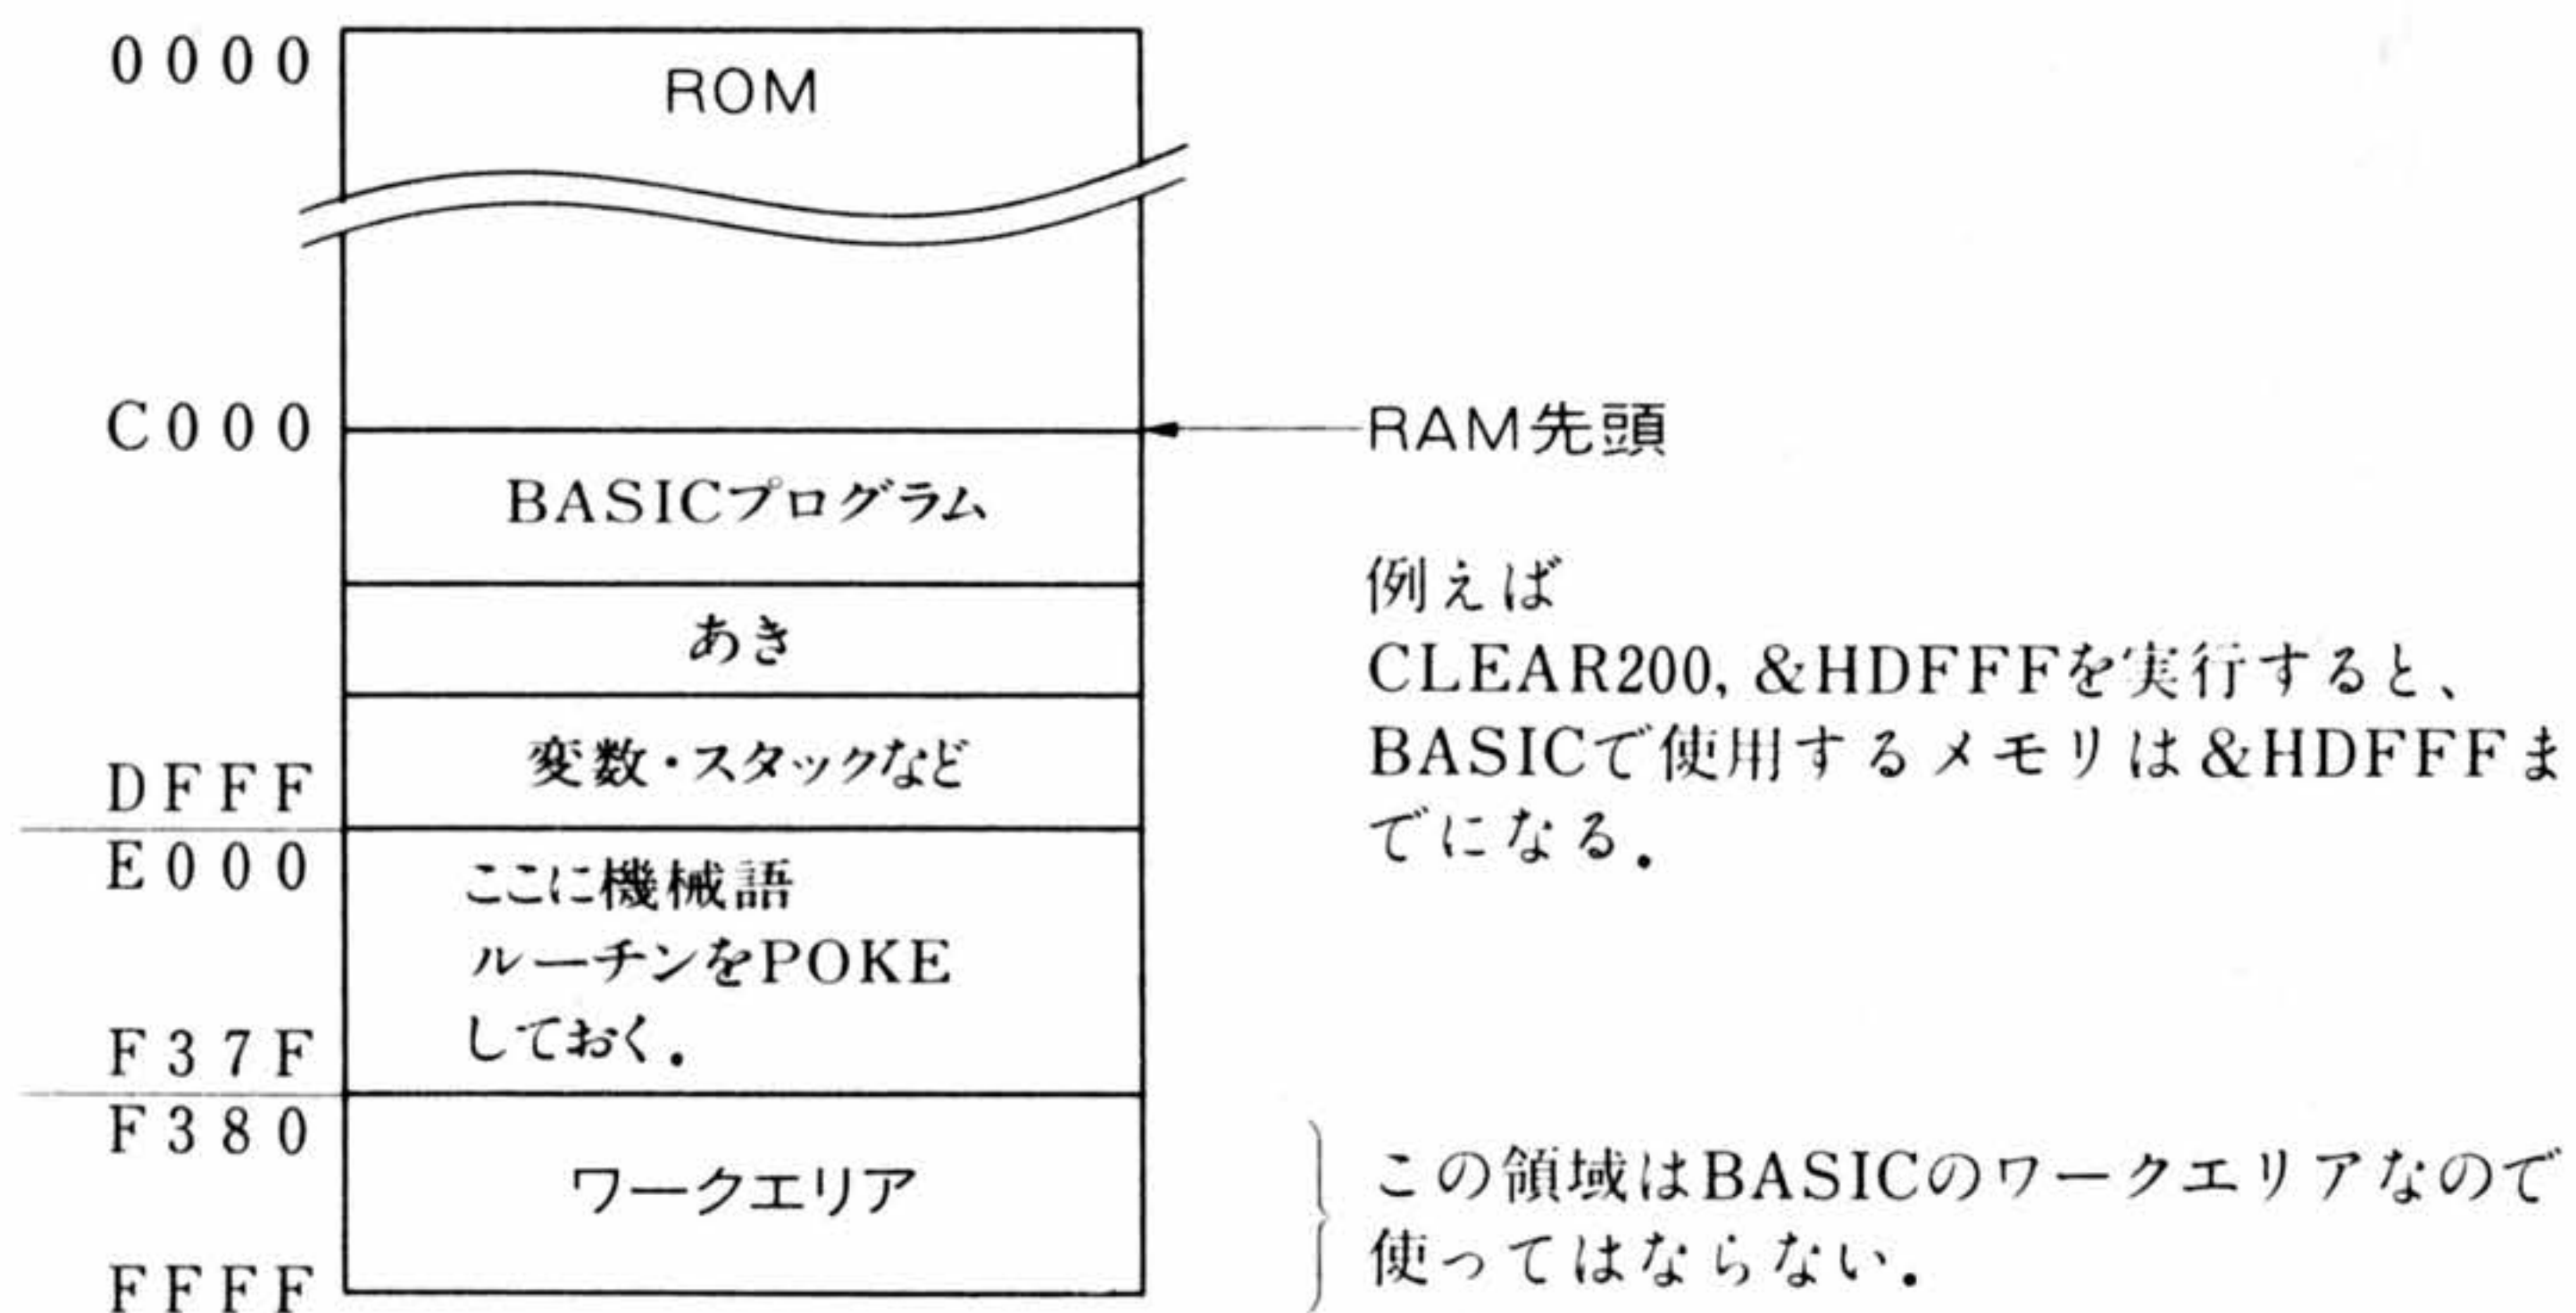 0000
ROM
C000
RAM先頭
BASICプログラム
あき
変数・スタックなど
DFFF
E000
ここに機械語
ルーチンをPOKE
しておく.
F37F
F380
ワークエリア
FFFF
例えば
CLEAR200, &HDFFFを実行すると、
BASICで使用するメモリは&HDFFFま
でになる.
この領域はBASICのワークエリアなので
使ってはならない.